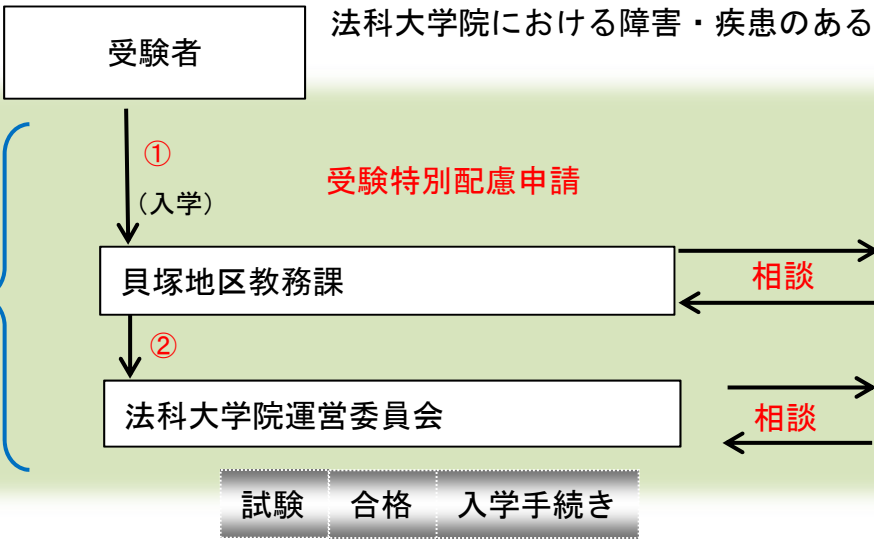 法科大学院における障害・疾患のある
受験者
①
(入学)
受験特別配慮申請
貝塚地区教務課
相談
②
法科大学院運営委員会
相談
試験 合格 入学手続き